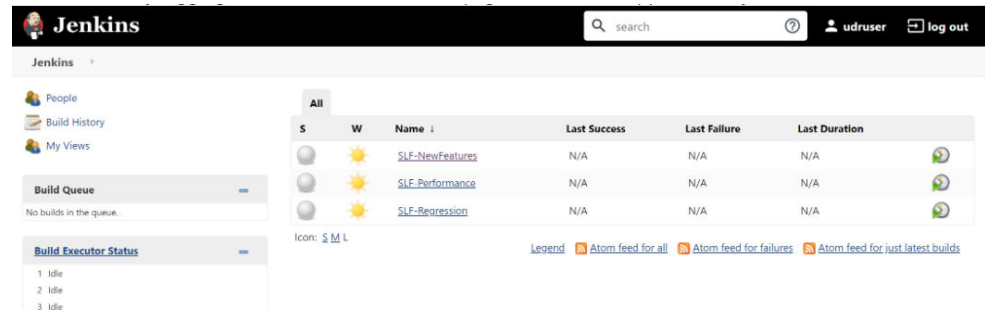 Jenkins
search
udruser
log out
Jenkins
People
Build History
My Views
Build Queue
No builds in the queue.
Build Executor Status
1 Idle
2 Idle
3 Idle
All
S W Name ↓ Last Success Last Failure Last Duration
SLF-NewFeatures N/A N/A N/A
SLF-Performance N/A N/A N/A
SLF-Regression N/A N/A N/A
Icon: S M L
Legend Atom feed for all Atom feed for failures Atom feed for just latest builds